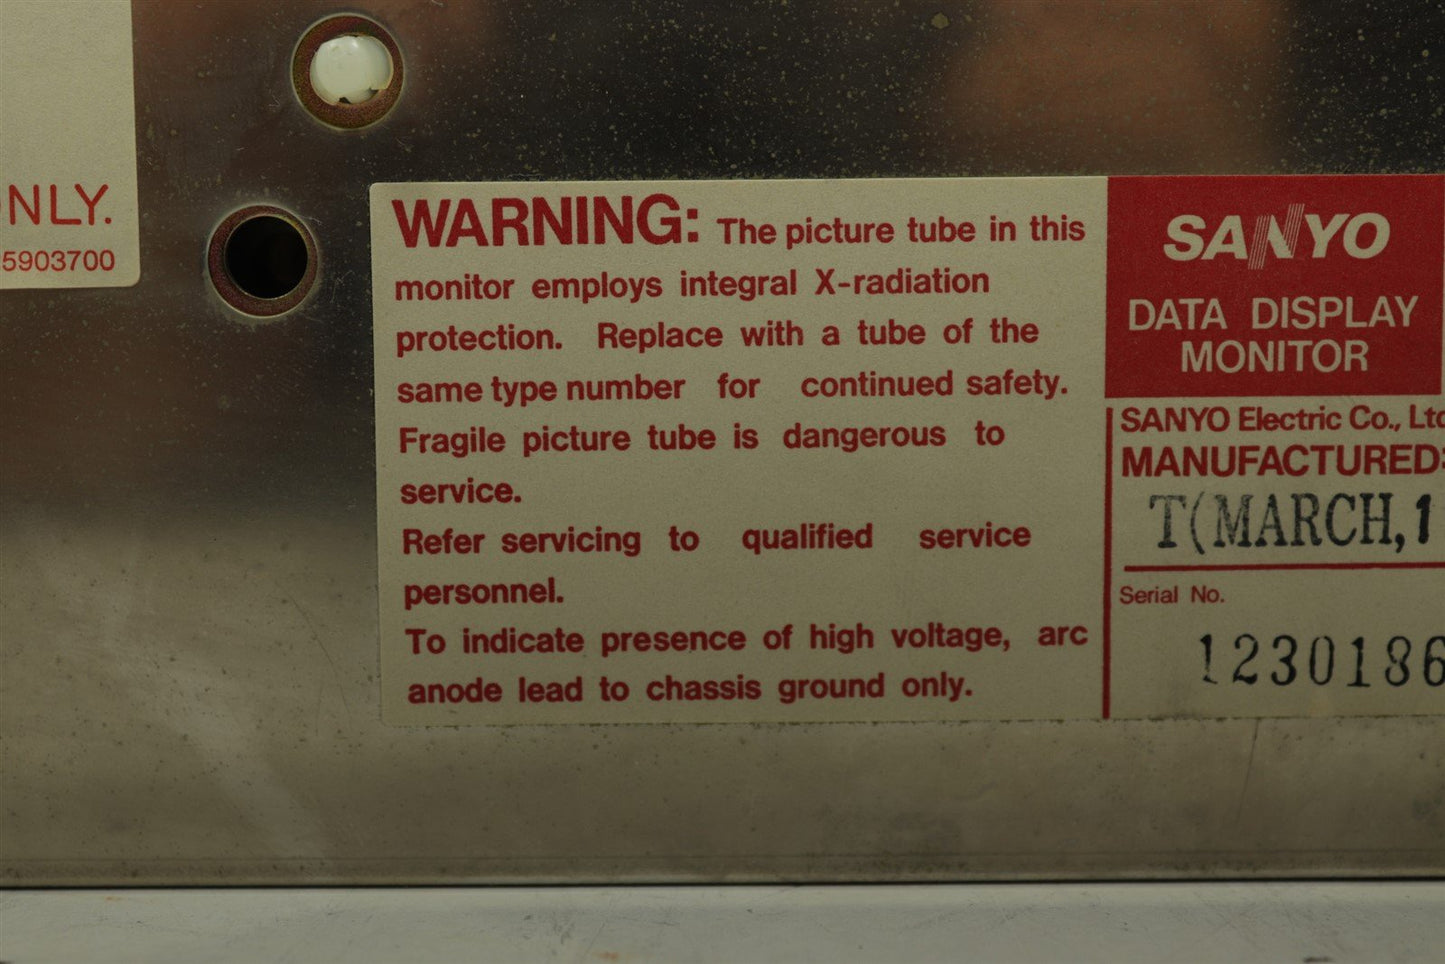 NLY.
5903700
WARNING: The picture tube in this
monitor employs integral X-radiation
protection. Replace with a tube of the
same type number for continued safety.
Fragile picture tube is dangerous to
service.
Refer servicing to qualified service
personnel.
To indicate presence of high voltage, arc
anode lead to chassis ground only.
SANYO
DATA DISPLAY
MONITOR
SANYO Electric Co., Ltd
MANUFACTURED:
T(MARCH,1
Serial No.
1230186